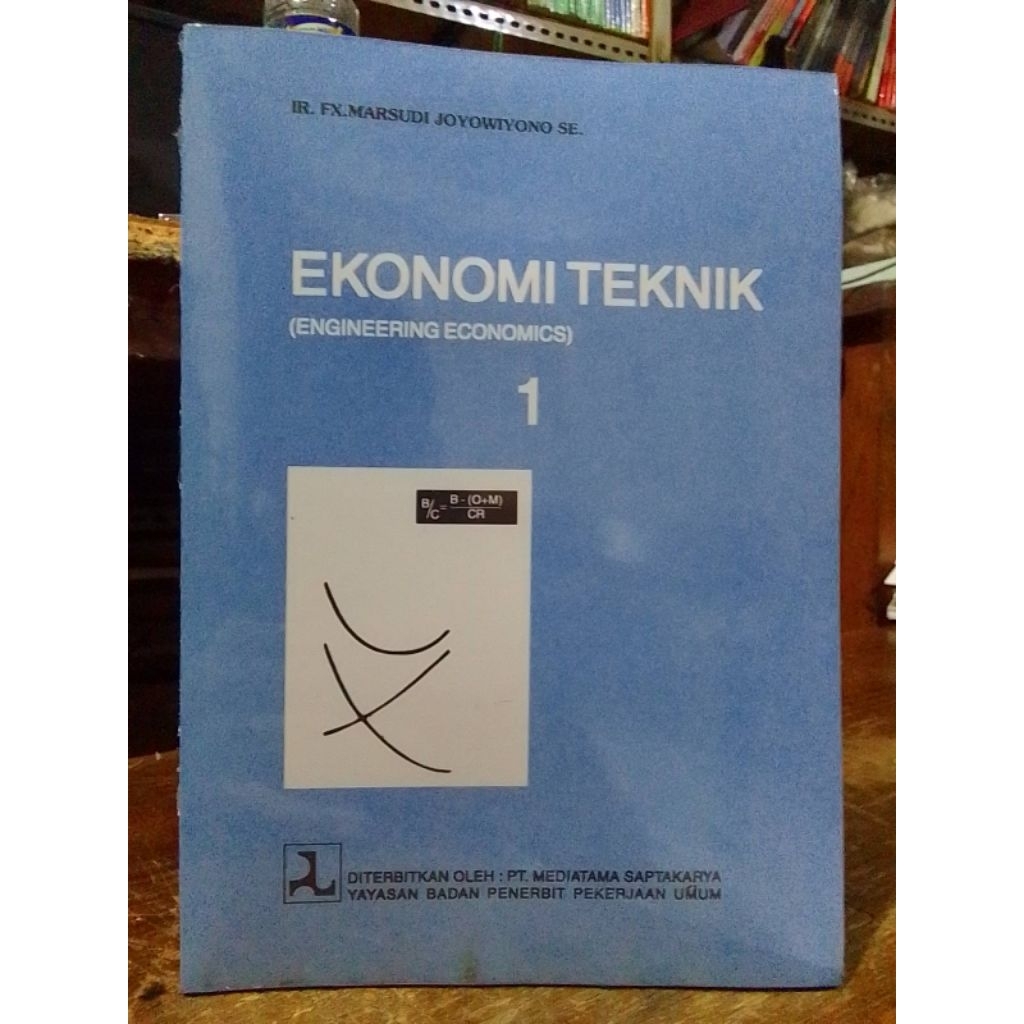 IR. FX.MARSUDI JOYOWIYONO SE.
EKONOMI TEKNIK
(ENGINEERING ECONOMICS)
1
B/C = B - (O+M) / CR
DITERBITKAN OLEH : PT. MEDIATAMA SAPTAKARYA
YAYASAN BADAN PENERBIT PEKERJAAN UMUM